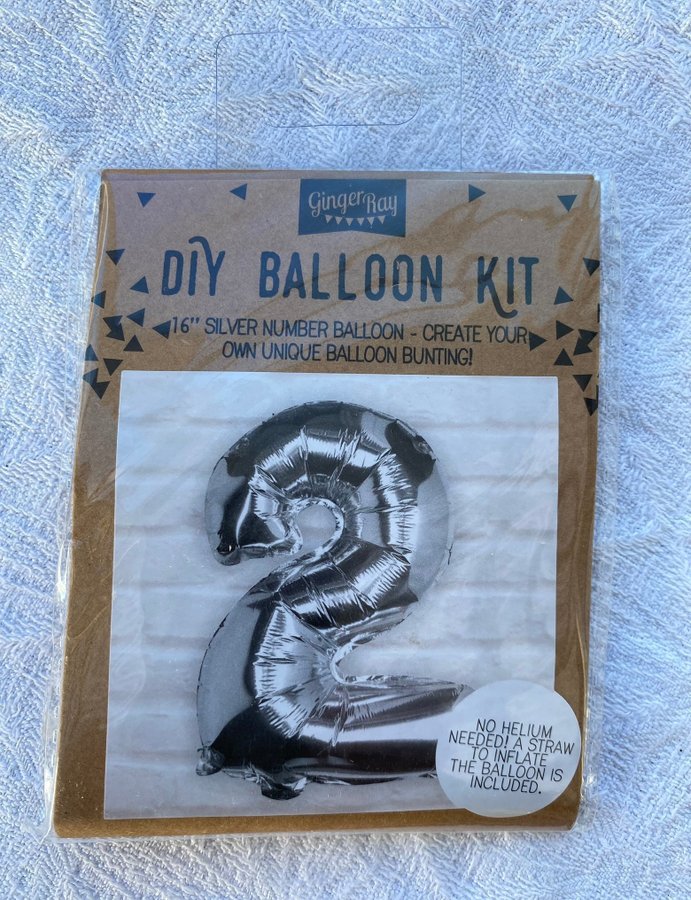 Ginger Ray
DIY BALLOON KIT
16" SILVER NUMBER BALLOON - CREATE YOUR
OWN UNIQUE BALLOON BUNTING!
2
NO HELIUM
NEEDED! A STRAW
TO INFLATE
THE BALLOON IS
INCLUDED.